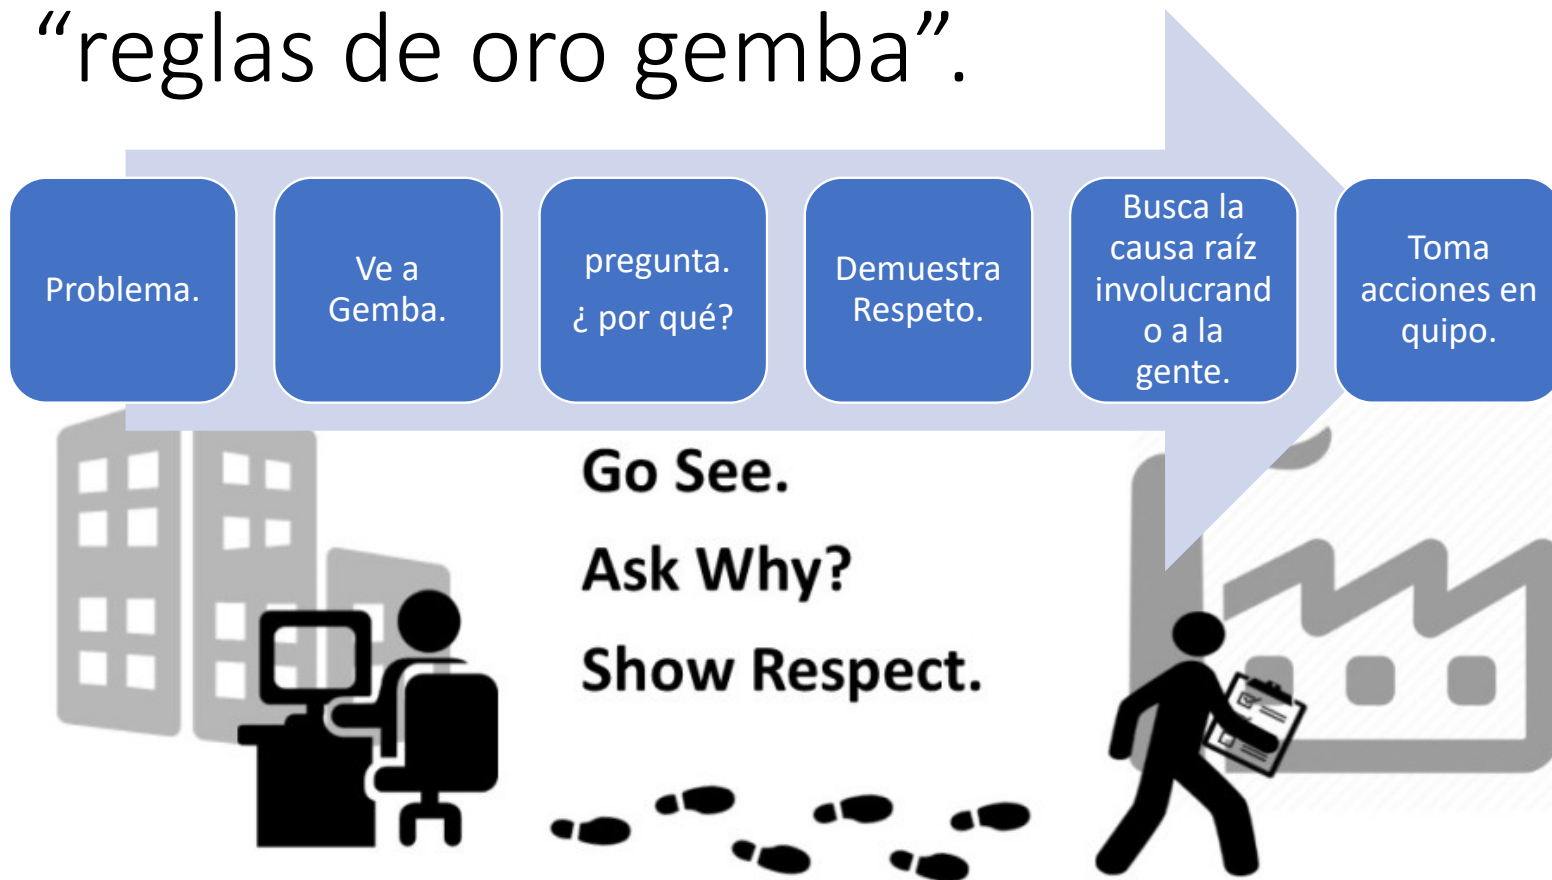 “reglas de oro gemba”.
Problema.
Ve a
Gemba.
pregunta.
¿ por qué?
Demuestra
Respeto.
Busca la
causa raíz
involucrand
o a la
gente.
Toma
acciones en
quipo.
Go See.
Ask Why?
Show Respect.